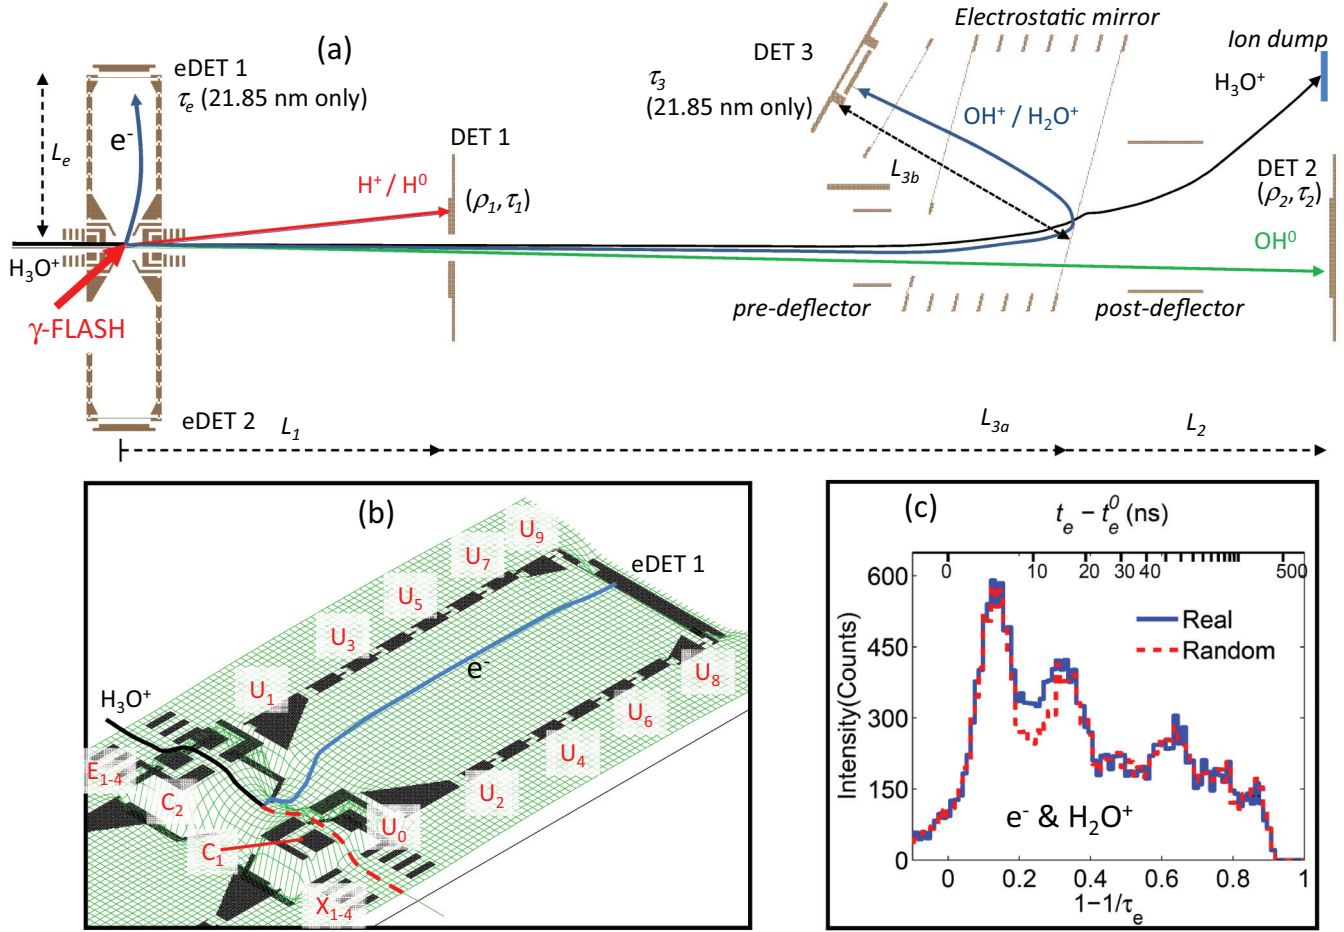 (a)
Electrostatic mirror
eDET 1
τe (21.85 nm only)
DET 3
τ3
(21.85 nm only)
Ion dump
H3O+
e-
Le
DET 1
H+ / H0
(ρ1,τ1)
OH+ / H2O+
L3b
DET 2
(ρ2,τ2)
OH0
H3O+
γ-FLASH
pre-deflector
post-deflector
eDET 2
L1
L3a
L2
(b)
U9
U7
eDET 1
U5
U3
e-
U1
U8
H3O+
U6
U4
E1-4
C2
U2
U0
C1
X1-4
(c)
te − te0 (ns)
0 10 20 30 40 500
600
450
300
150
0
Intensity(Counts)
Real
Random
e- & H2O+
0 0.2 0.4 0.6 0.8 1
1−1/τe